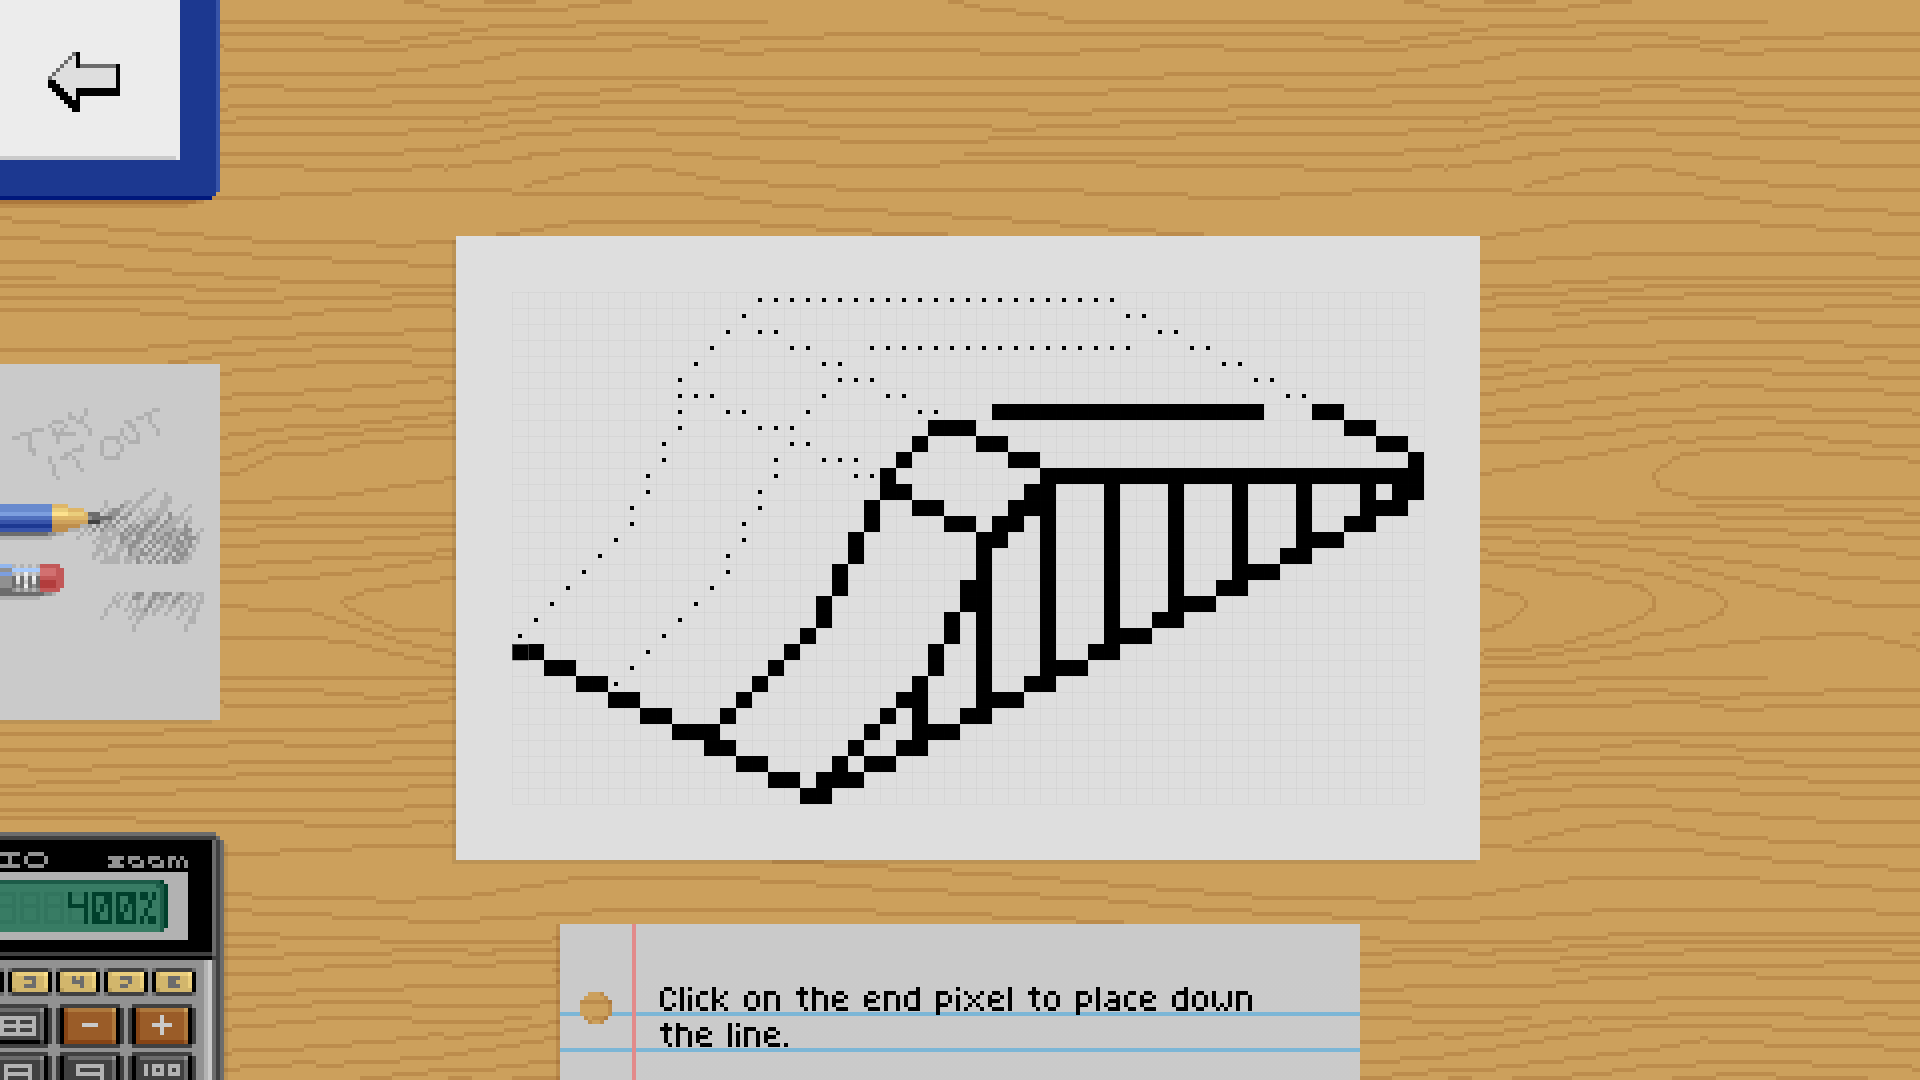 TRY
IT OUT
IO zoom
400%
3 4 7 8
- +
100
Click on the end pixel to place down
the line.